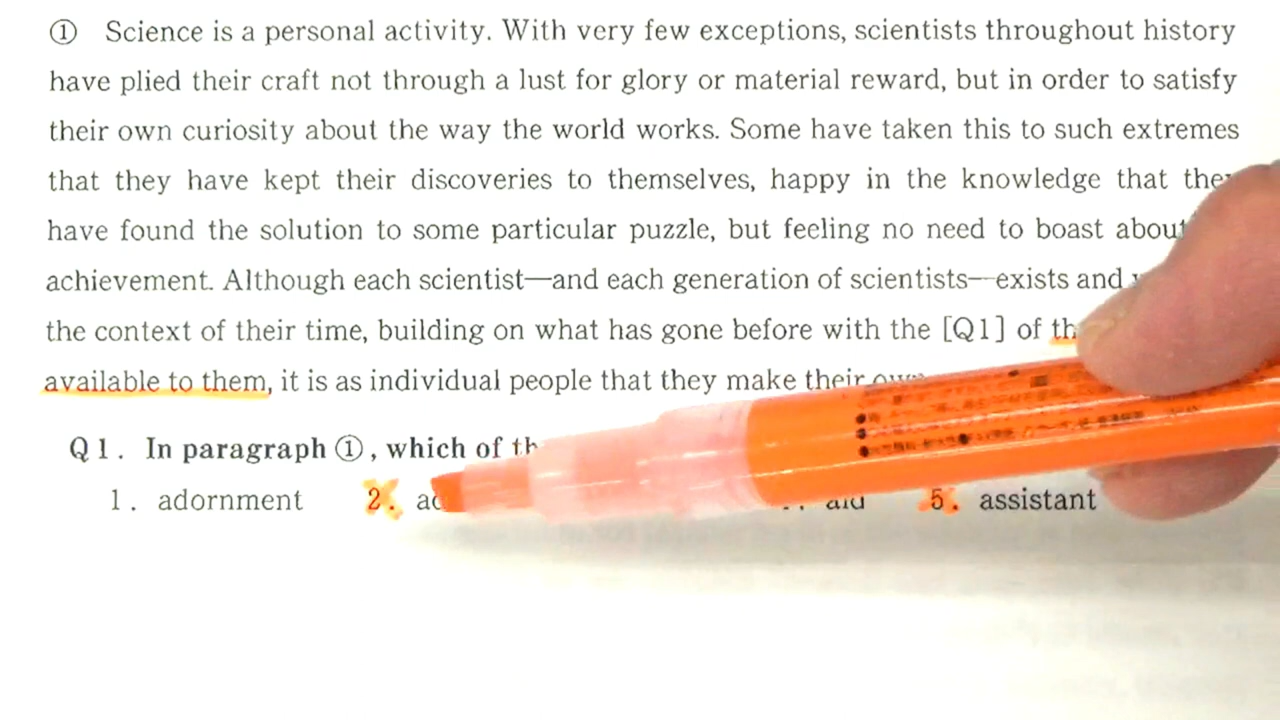 ① Science is a personal activity. With very few exceptions, scientists throughout history
have plied their craft not through a lust for glory or material reward, but in order to satisfy
their own curiosity about the way the world works. Some have taken this to such extremes
that they have kept their discoveries to themselves, happy in the knowledge that they
have found the solution to some particular puzzle, but feeling no need to boast about
achievement. Although each scientist—and each generation of scientists—exists and
the context of their time, building on what has gone before with the [Q1] of
available to them, it is as individual people that they make their own
Q1. In paragraph ①, which of
1. adornment 2. aid 5. assistant